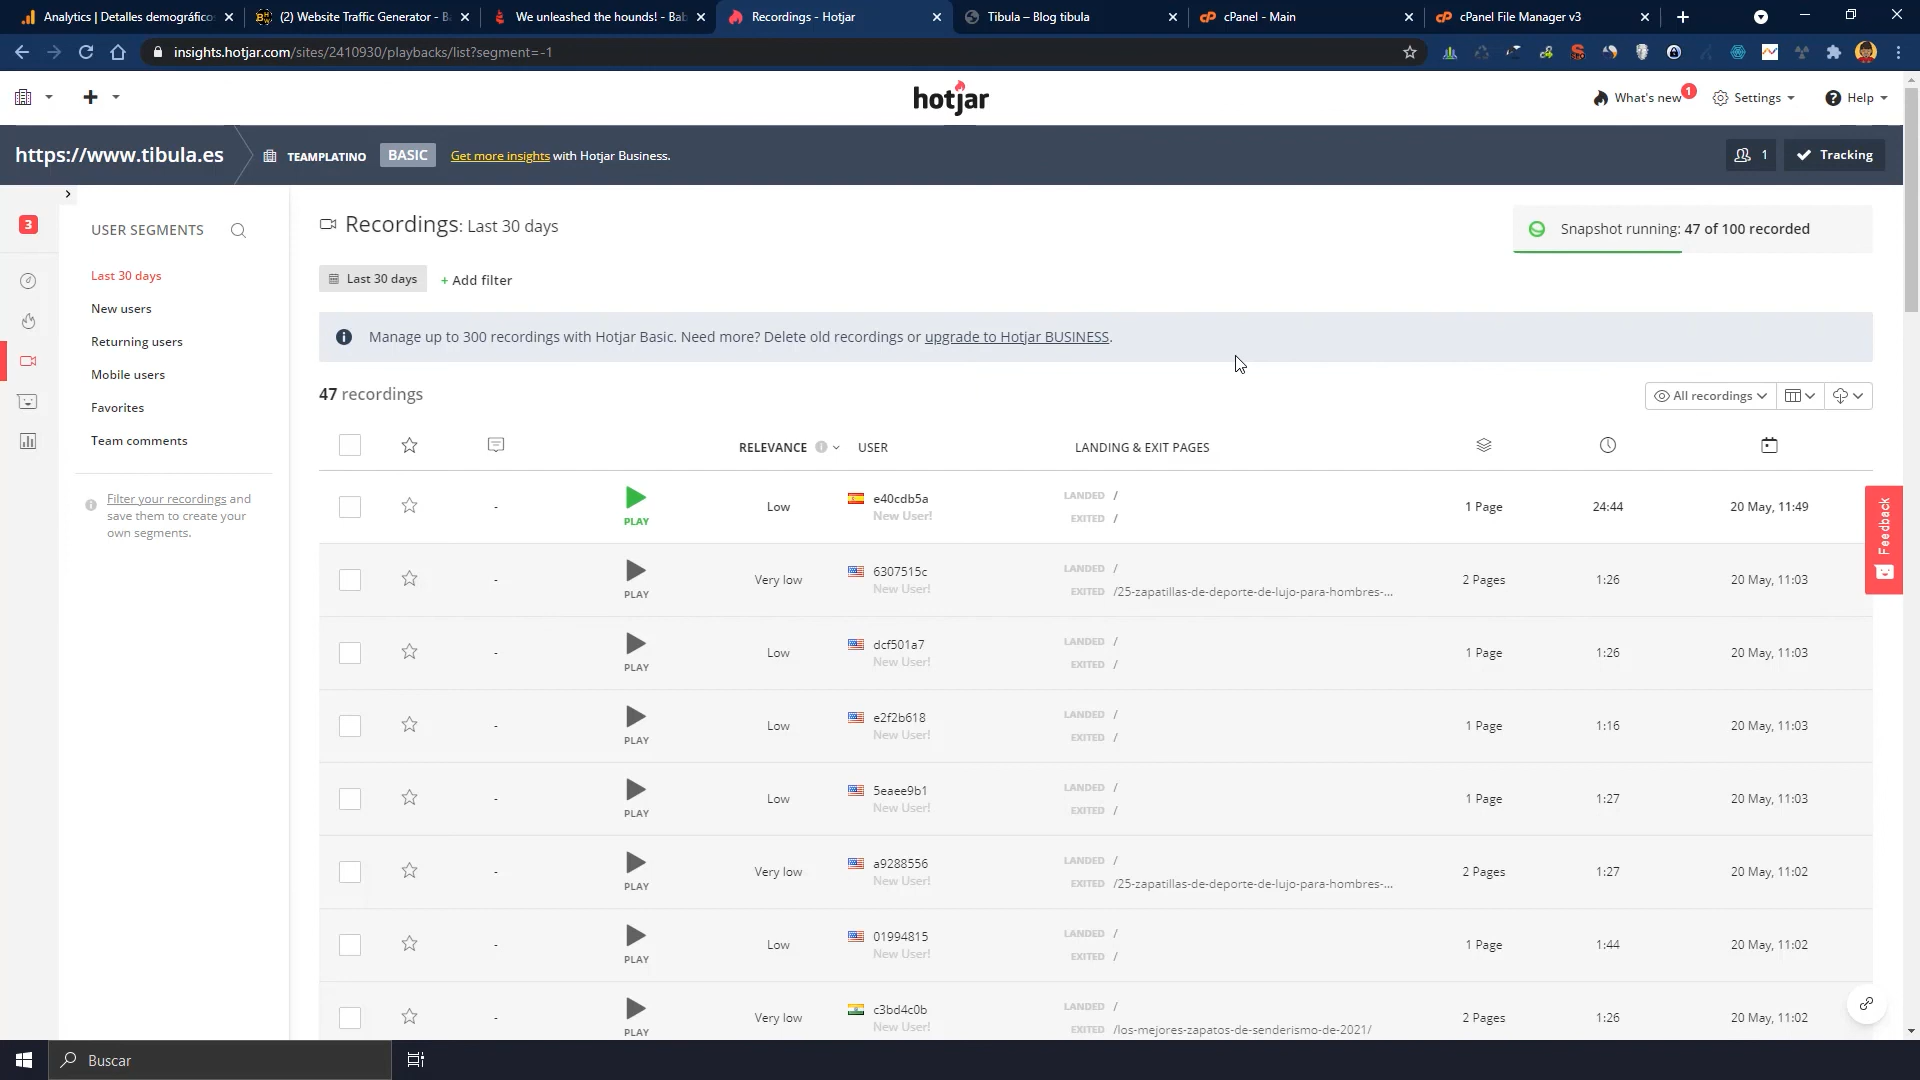 Analytics | Detalles demográficos
(2) Website Traffic Generator - Ba
We unleashed the hounds! - Bab
Recordings - Hotjar
Tibula – Blog tibula
cPanel - Main
cPanel File Manager v3
insights.hotjar.com/sites/2410930/playbacks/list?segment=-1
hotjar
What's new 1
Settings
Help
https://www.tibula.es
TEAMPLATINO
BASIC
Get more insights with Hotjar Business.
1
Tracking
3
USER SEGMENTS
Last 30 days
New users
Returning users
Mobile users
Favorites
Team comments
Filter your recordings and
save them to create your
own segments.
Recordings: Last 30 days
Snapshot running: 47 of 100 recorded
Last 30 days
+ Add filter
Manage up to 300 recordings with Hotjar Basic. Need more? Delete old recordings or upgrade to Hotjar BUSINESS.
47 recordings
All recordings
RELEVANCE USER LANDING & EXIT PAGES
- PLAY Low e40cdb5a New User! LANDED / EXITED / 1 Page 24:44 20 May, 11:49
- PLAY Very low 6307515c New User! LANDED / EXITED /25-zapatillas-de-deporte-de-lujo-para-hombres-... 2 Pages 1:26 20 May, 11:03
- PLAY Low dcf501a7 New User! LANDED / EXITED / 1 Page 1:26 20 May, 11:03
- PLAY Low e2f2b618 New User! LANDED / EXITED / 1 Page 1:16 20 May, 11:03
- PLAY Low 5eaee9b1 New User! LANDED / EXITED / 1 Page 1:27 20 May, 11:03
- PLAY Very low a9288556 New User! LANDED / EXITED /25-zapatillas-de-deporte-de-lujo-para-hombres-... 2 Pages 1:27 20 May, 11:02
- PLAY Low 01994815 New User! LANDED / EXITED / 1 Page 1:44 20 May, 11:02
- PLAY Very low c3bd4c0b New User! LANDED / EXITED /los-mejores-zapatos-de-senderismo-de-2021/ 2 Pages 1:26 20 May, 11:02
Feedback
Buscar